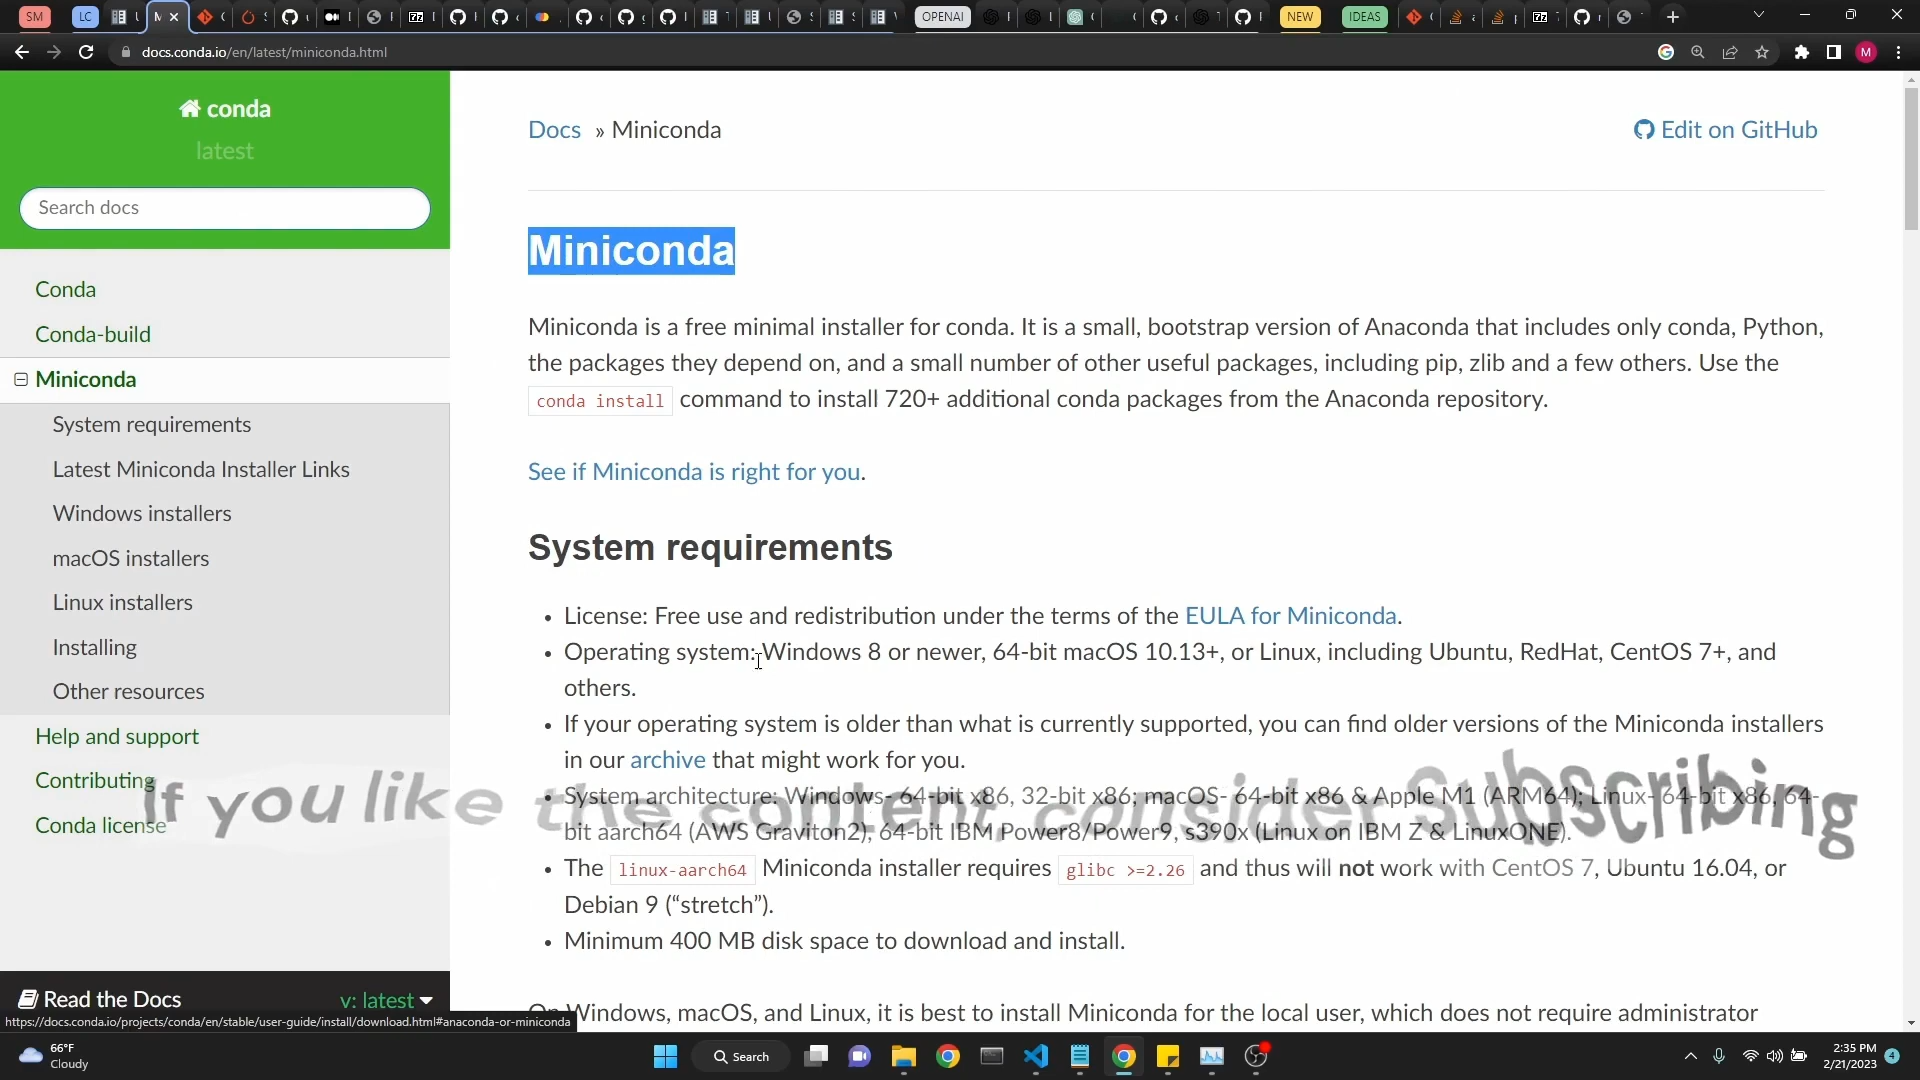 SM
LC
OPENAI
NEW
IDEAS
docs.conda.io/en/latest/miniconda.html
M
conda
latest
Search docs
Conda
Conda-build
Miniconda
System requirements
Latest Miniconda Installer Links
Windows installers
macOS installers
Linux installers
Installing
Other resources
Help and support
Contributing
Conda license
Read the Docs
v: latest
https://docs.conda.io/projects/conda/en/stable/user-guide/install/download.html#anaconda-or-miniconda
Docs » Miniconda
Edit on GitHub
Miniconda
Miniconda is a free minimal installer for conda. It is a small, bootstrap version of Anaconda that includes only conda, Python,
the packages they depend on, and a small number of other useful packages, including pip, zlib and a few others. Use the
conda install command to install 720+ additional conda packages from the Anaconda repository.
See if Miniconda is right for you.
System requirements
• License: Free use and redistribution under the terms of the EULA for Miniconda.
• Operating system: Windows 8 or newer, 64-bit macOS 10.13+, or Linux, including Ubuntu, RedHat, CentOS 7+, and
others.
• If your operating system is older than what is currently supported, you can find older versions of the Miniconda installers
in our archive that might work for you.
• System architecture: Windows- 64-bit x86, 32-bit x86; macOS- 64-bit x86 & Apple M1 (ARM64); Linux- 64-bit x86, 64-
bit aarch64 (AWS Graviton2), 64-bit IBM Power8/Power9, s390x (Linux on IBM Z & LinuxONE).
• The linux-aarch64 Miniconda installer requires glibc >=2.26 and thus will not work with CentOS 7, Ubuntu 16.04, or
Debian 9 (“stretch”).
• Minimum 400 MB disk space to download and install.
On Windows, macOS, and Linux, it is best to install Miniconda for the local user, which does not require administrator
If you like the content, consider Subscribing
66°F
Cloudy
Search
2:35 PM
2/21/2023
4